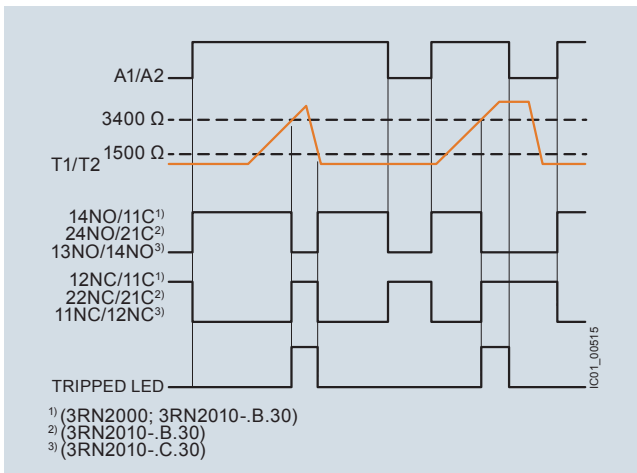 A1/A2
3400 Ω
1500 Ω
T1/T2
14NO/11C¹⁾
24NO/21C²⁾
13NO/14NO³⁾
12NC/11C¹⁾
22NC/21C²⁾
11NC/12NC³⁾
TRIPPED LED
IC01_00515
¹⁾ (3RN2000; 3RN2010-.B.30)
²⁾ (3RN2010-.B.30)
³⁾ (3RN2010-.C.30)